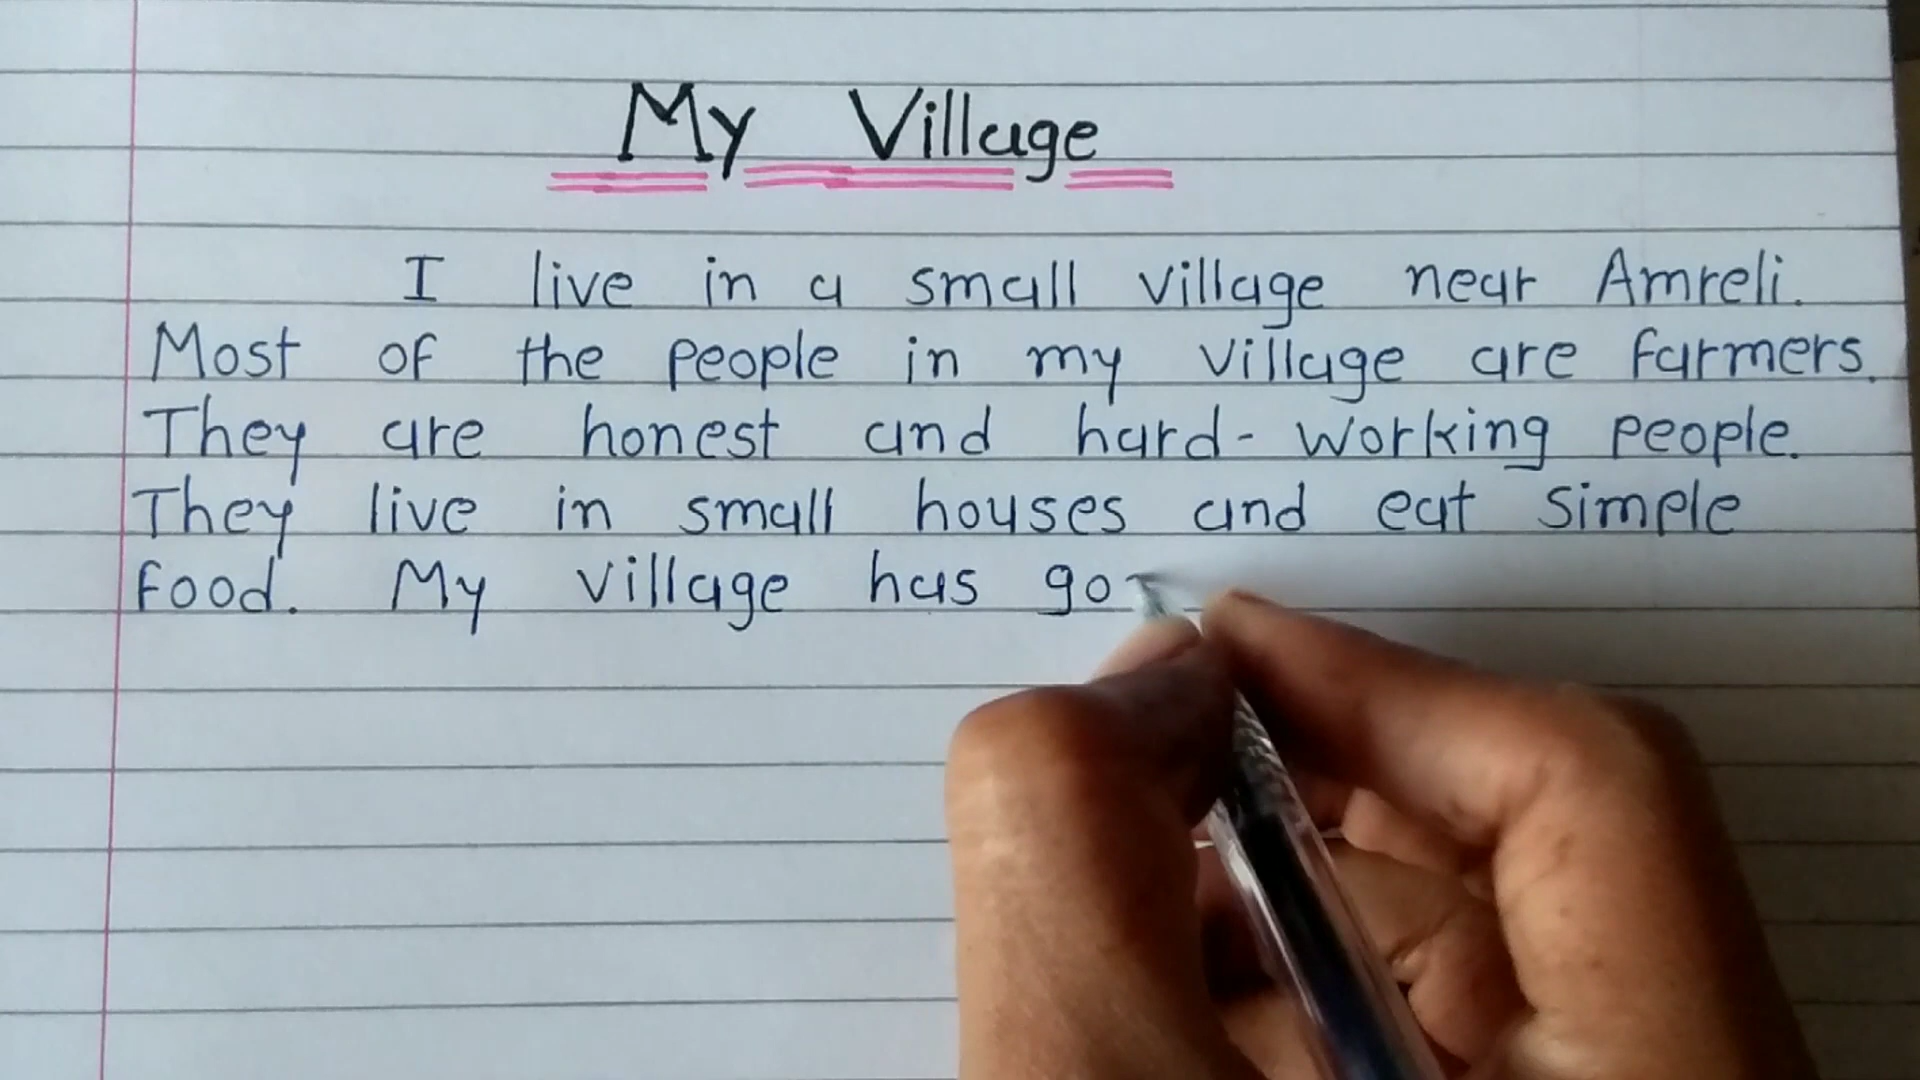 My Village
I live in a small village near Amreli.
Most of the people in my village are farmers.
They are honest and hard-working people.
They live in small houses and eat simple
food. My village has go